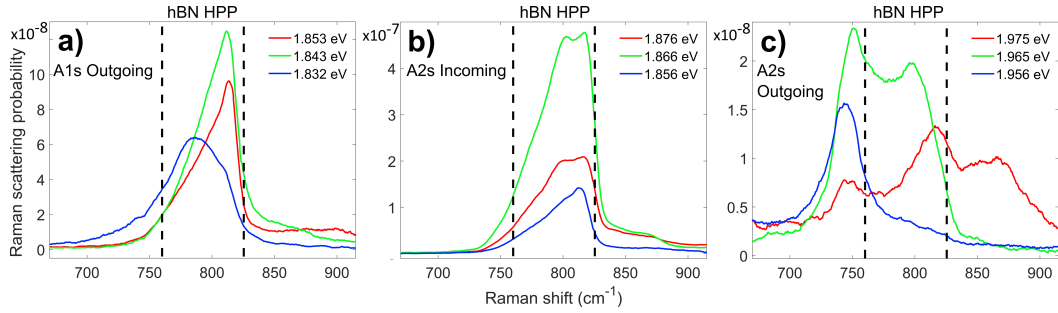 hBN HPP
hBN HPP
hBN HPP
x10-8
a)
A1s Outgoing
1.853 eV
1.843 eV
1.832 eV
12
10
8
6
4
2
0
700
750
800
850
900
Raman scattering probability
x10-7
b)
A2s Incoming
1.876 eV
1.866 eV
1.856 eV
4
2
0
700
750
800
850
900
Raman shift (cm-1)
x10-8
c)
A2s
Outgoing
1.975 eV
1.965 eV
1.956 eV
2
1.5
1
0.5
0
700
750
800
850
900